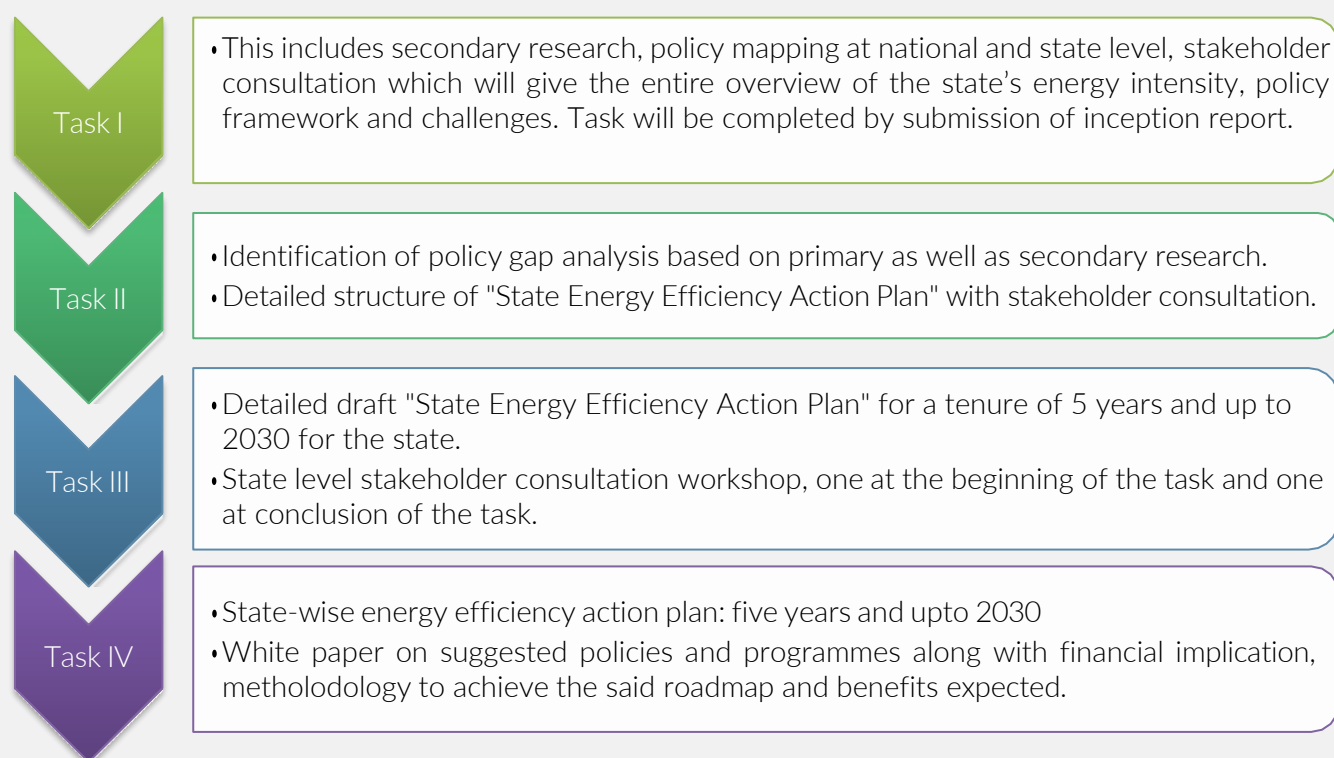 Task I
•This includes secondary research, policy mapping at national and state level, stakeholder
consultation which will give the entire overview of the state’s energy intensity, policy
framework and challenges. Task will be completed by submission of inception report.
Task II
•Identification of policy gap analysis based on primary as well as secondary research.
•Detailed structure of "State Energy Efficiency Action Plan" with stakeholder consultation.
Task III
•Detailed draft "State Energy Efficiency Action Plan" for a tenure of 5 years and up to
2030 for the state.
•State level stakeholder consultation workshop, one at the beginning of the task and one
at conclusion of the task.
Task IV
•State-wise energy efficiency action plan: five years and upto 2030
•White paper on suggested policies and programmes along with financial implication,
metholodology to achieve the said roadmap and benefits expected.